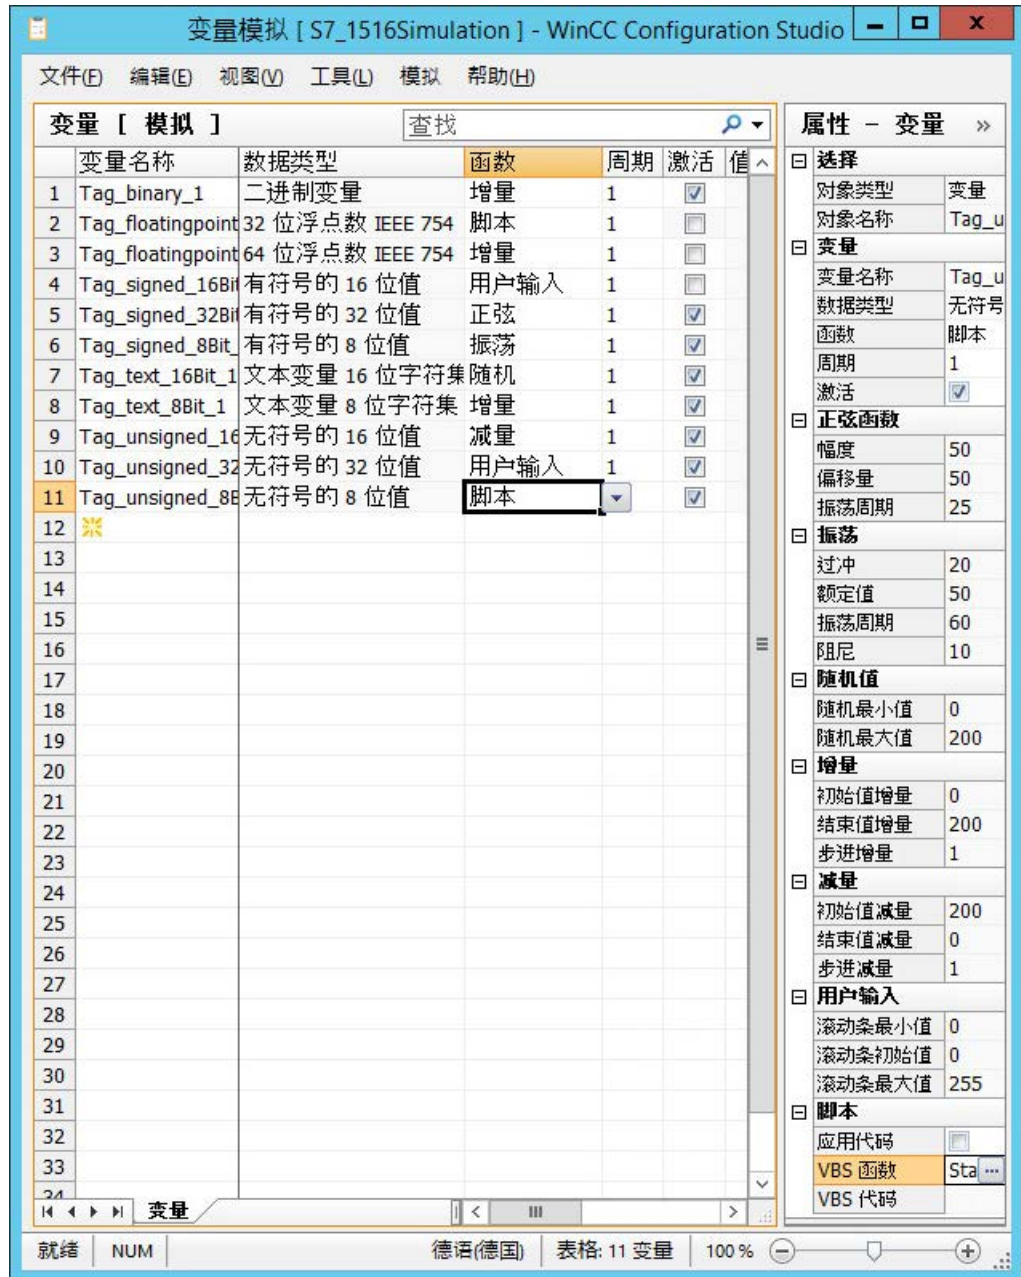 变量模拟 [ S7_1516Simulation ] - WinCC Configuration Studio
文件(F) 编辑(E) 视图(V) 工具(L) 模拟 帮助(H)
变量 [ 模拟 ] 查找
变量名称 数据类型 函数 周期 激活 值
1 Tag_binary_1 二进制变量 增量 1
2 Tag_floatingpoint 32 位浮点数 IEEE 754 脚本 1
3 Tag_floatingpoint 64 位浮点数 IEEE 754 增量 1
4 Tag_signed_16Bit 有符号的 16 位值 用户输入 1
5 Tag_signed_32Bit 有符号的 32 位值 正弦 1
6 Tag_signed_8Bit_ 有符号的 8 位值 振荡 1
7 Tag_text_16Bit_1 文本变量 16 位字符集 随机 1
8 Tag_text_8Bit_1 文本变量 8 位字符集 增量 1
9 Tag_unsigned_16 无符号的 16 位值 减量 1
10 Tag_unsigned_32 无符号的 32 位值 用户输入 1
11 Tag_unsigned_8B 无符号的 8 位值 脚本
12
13
14
15
16
17
18
19
20
21
22
23
24
25
26
27
28
29
30
31
32
33
34
变量
属性 - 变量 »
选择
对象类型 变量
对象名称 Tag_u
变量
变量名称 Tag_u
数据类型 无符号
函数 脚本
周期 1
激活
正弦函数
幅度 50
偏移量 50
振荡周期 25
振荡
过冲 20
额定值 50
振荡周期 60
阻尼 10
随机值
随机最小值 0
随机最大值 200
增量
初始值增量 0
结束值增量 200
步进增量 1
减量
初始值减量 200
结束值减量 0
步进减量 1
用户输入
滚动条最小值 0
滚动条初始值 0
滚动条最大值 255
脚本
应用代码
VBS 函数 Sta ...
VBS 代码
就绪 NUM 德语(德国) 表格: 11 变量 100 %